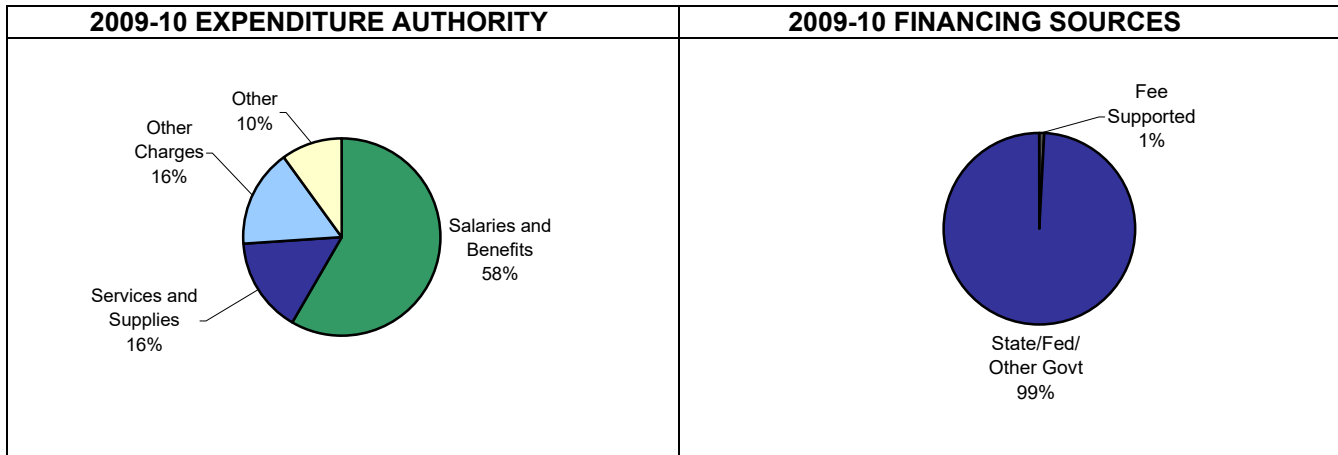 2009-10 EXPENDITURE AUTHORITY
Other
10%
Other
Charges
16%
Salaries and
Benefits
58%
Services and
Supplies
16%
2009-10 FINANCING SOURCES
Fee
Supported
1%
State/Fed/
Other Govt
99%